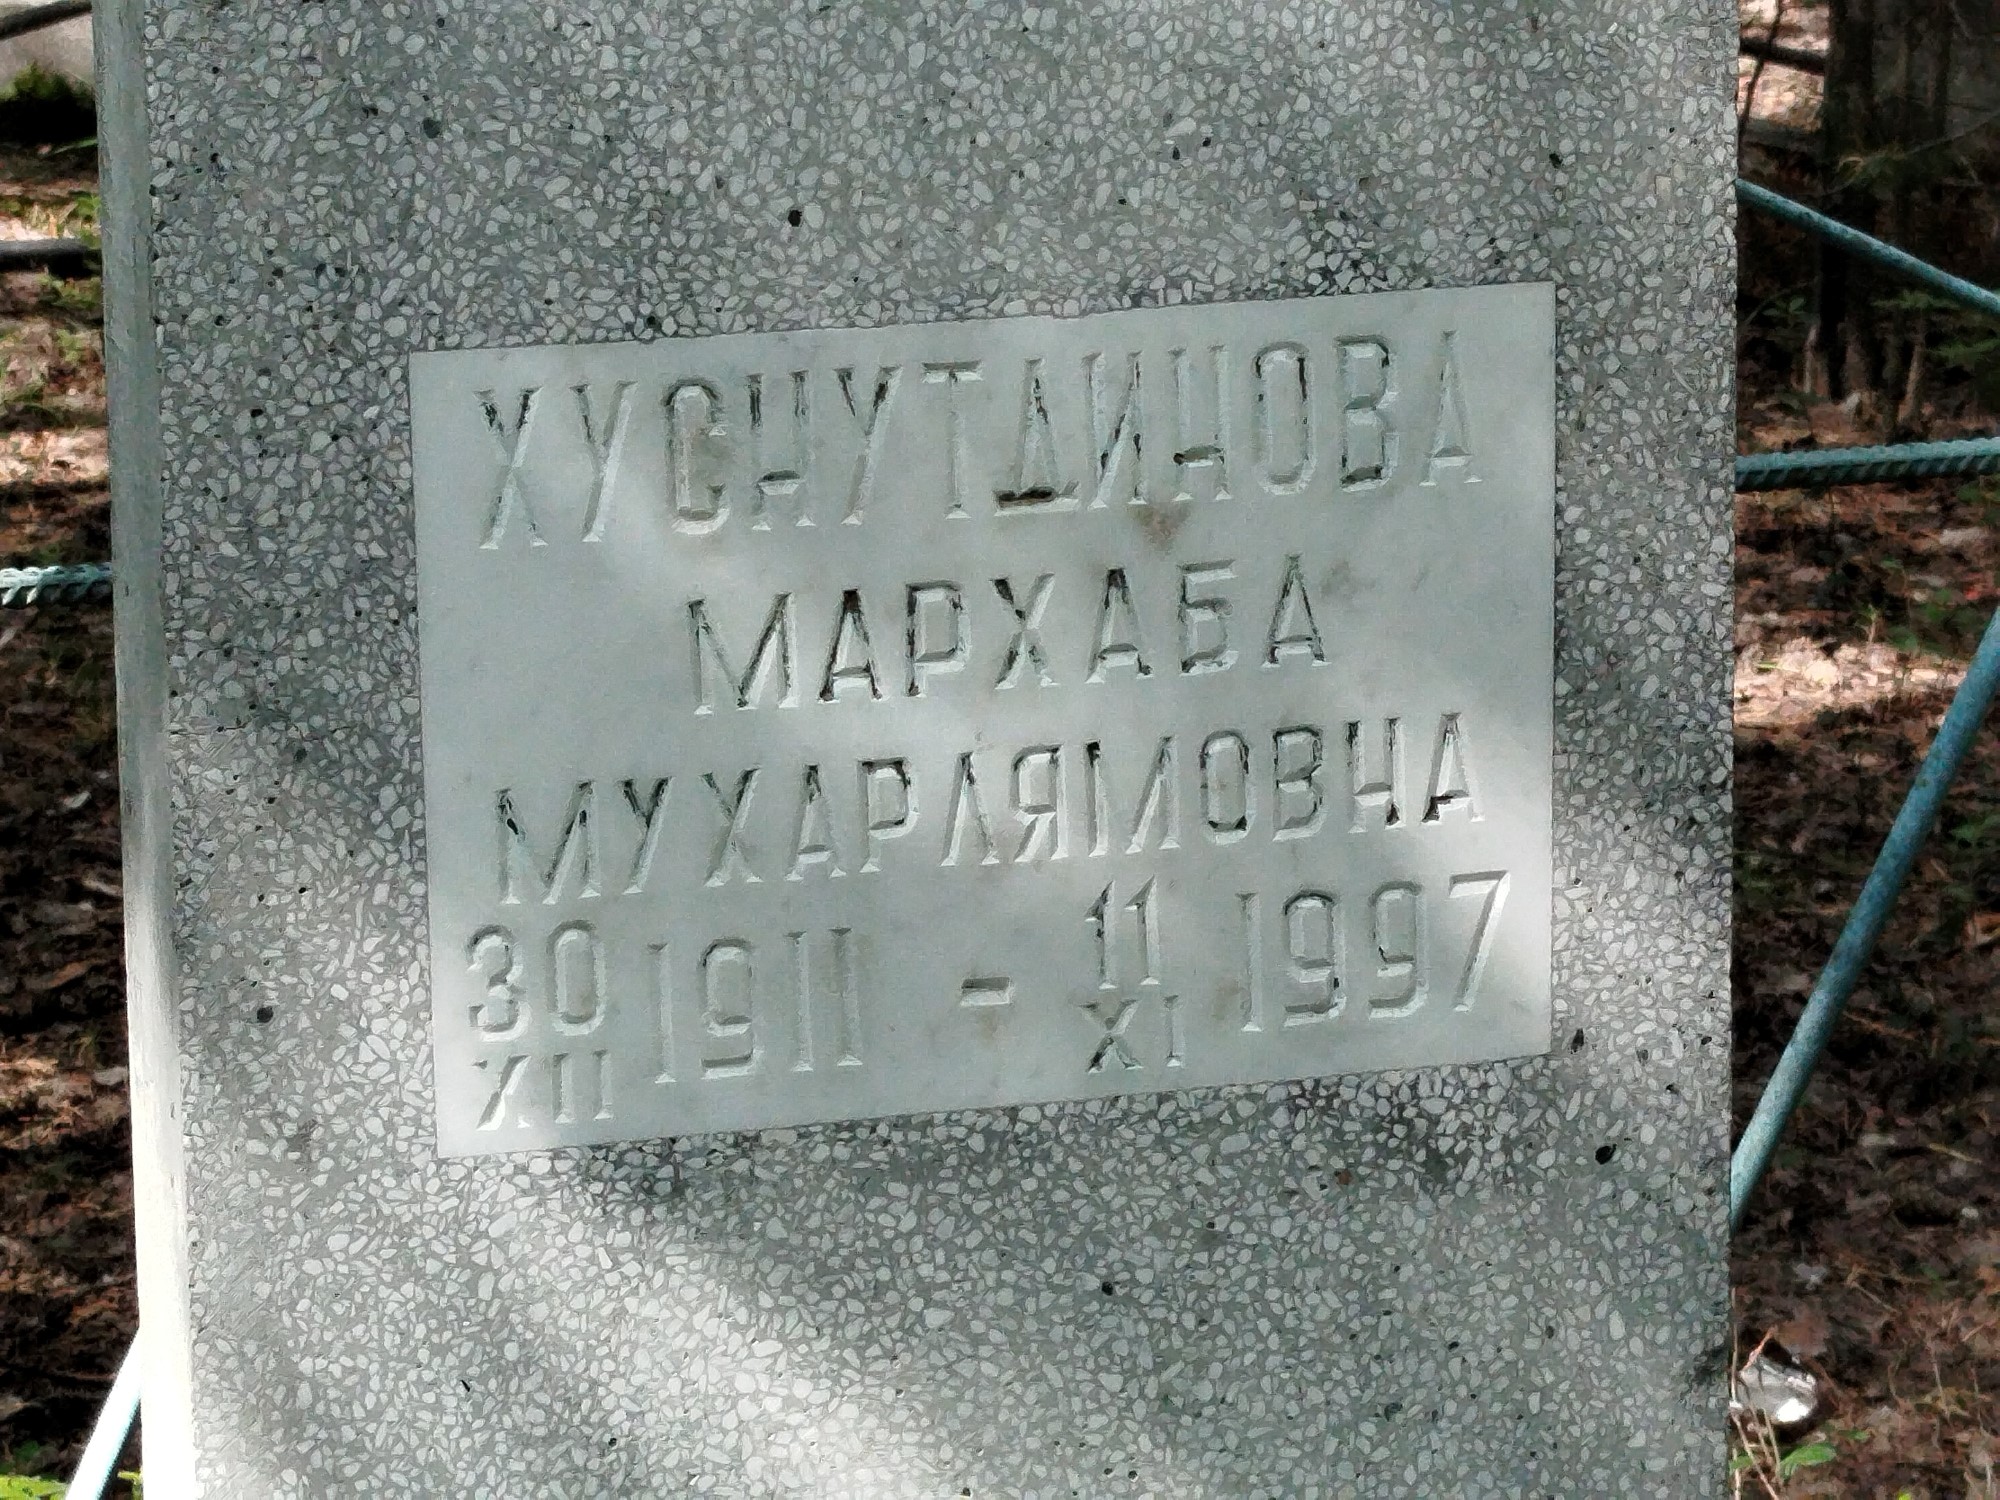 ХУСНУТДИНОВА
МАРХАБА
МУХАРЛЯМОВНА
30 XII 1911 - 11 XI 1997